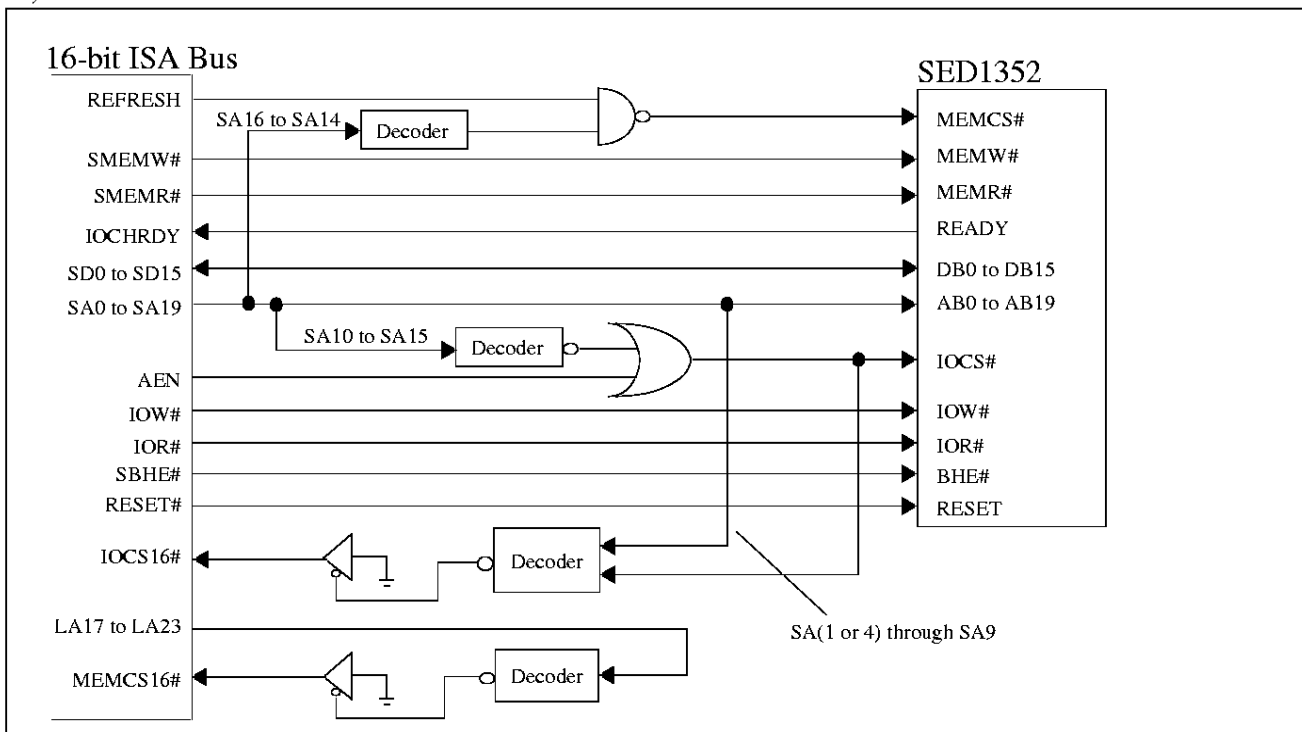 16-bit ISA Bus
SED1352
REFRESH
SA16 to SA14
Decoder
MEMCS#
SMEMW#
MEMW#
SMEMR#
MEMR#
IOCHRDY
READY
SD0 to SD15
DB0 to DB15
SA0 to SA19
AB0 to AB19
SA10 to SA15
Decoder
IOCS#
AEN
IOW#
IOW#
IOR#
IOR#
SBHE#
BHE#
RESET#
RESET
IOCS16#
Decoder
LA17 to LA23
SA(1 or 4) through SA9
MEMCS16#
Decoder